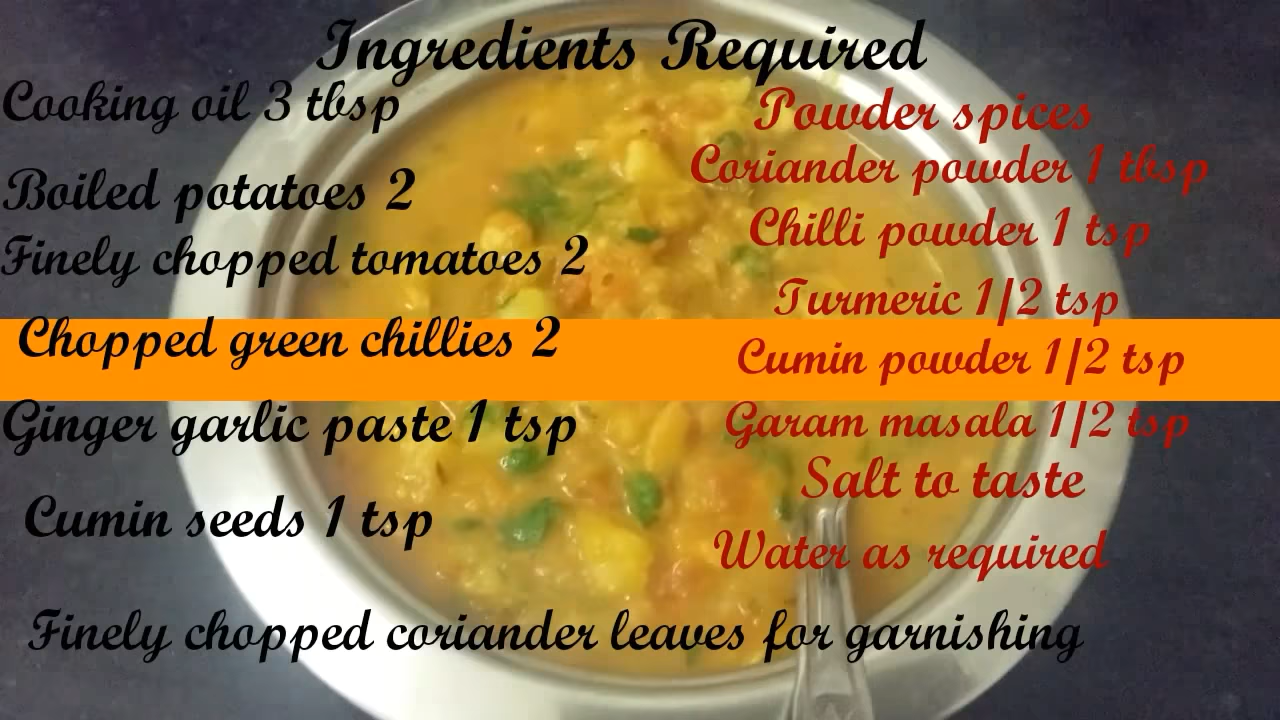 Ingredients Required
Cooking oil 3 tbsp
Boiled potatoes 2
Finely chopped tomatoes 2
Chopped green chillies 2
Ginger garlic paste 1 tsp
Cumin seeds 1 tsp
Powder spices
Coriander powder 1 tbsp
Chilli powder 1 tsp
Turmeric 1/2 tsp
Cumin powder 1/2 tsp
Garam masala 1/2 tsp
Salt to taste
Water as required
Finely chopped coriander leaves for garnishing